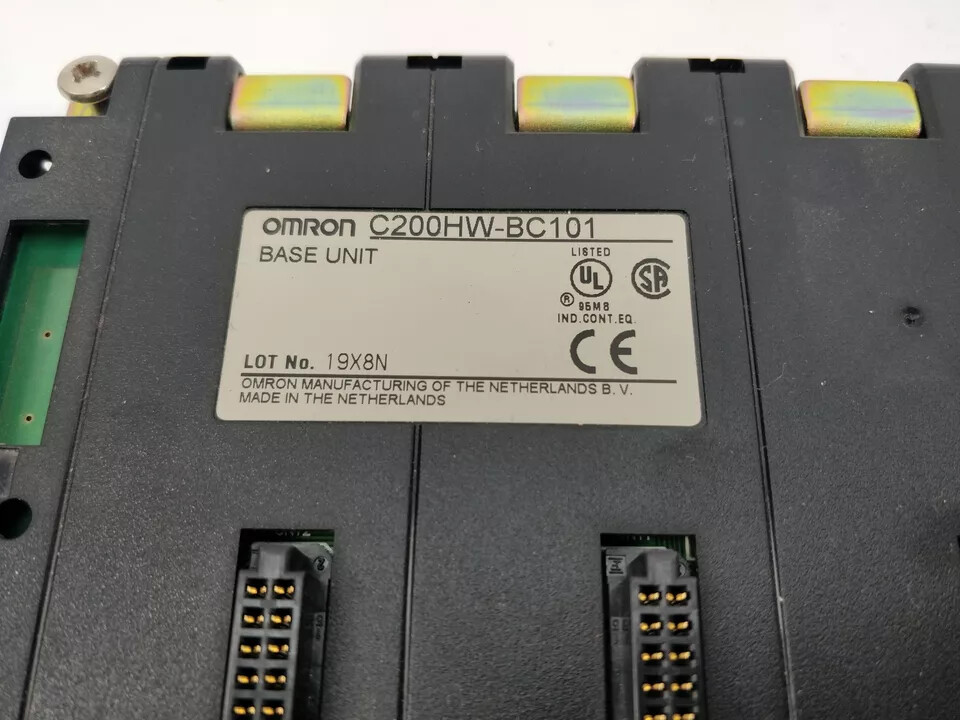 OMRON C200HW-BC101
BASE UNIT
LISTED
UL
SA
® 95M8
IND.CONT.EQ.
CE
LOT No. 19X8N
OMRON MANUFACTURING OF THE NETHERLANDS B. V.
MADE IN THE NETHERLANDS